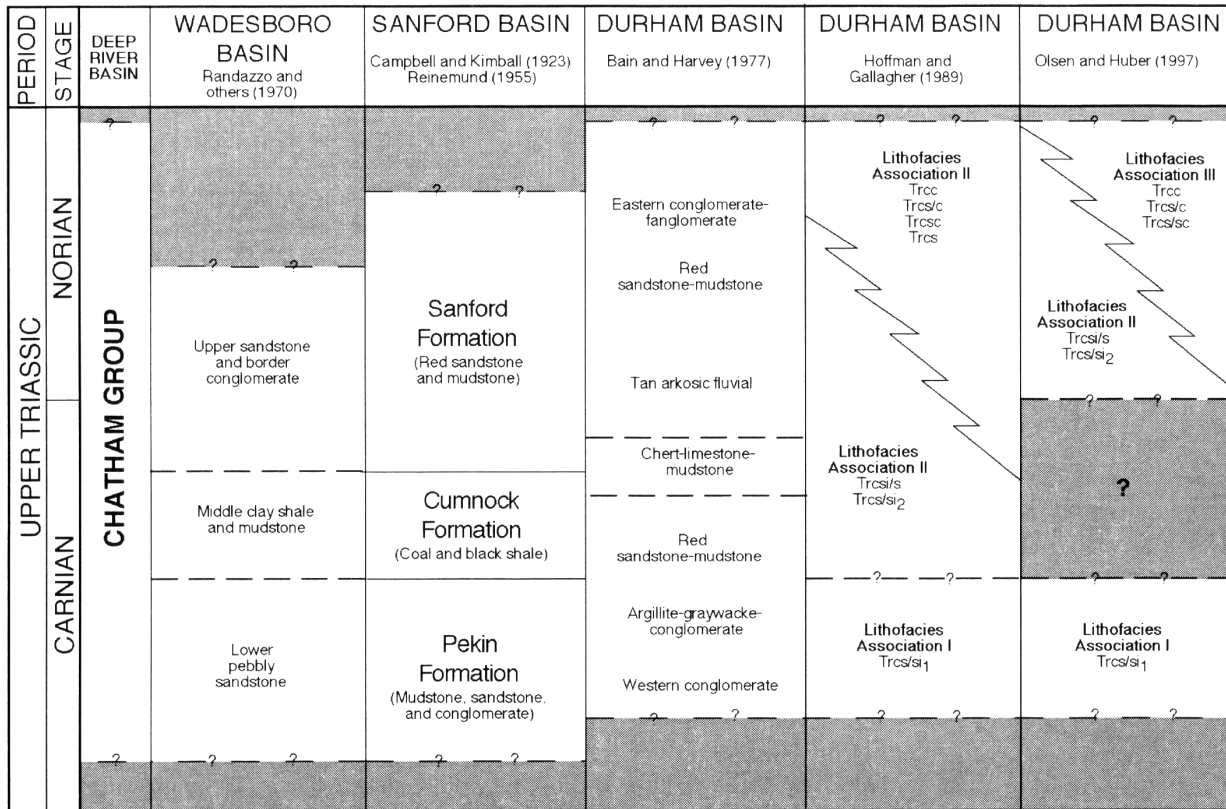 PERIOD
STAGE
DEEP
RIVER
BASIN
WADESBORO
BASIN
Randazzo and
others (1970)
SANFORD BASIN
Campbell and Kimball (1923)
Reinemund (1955)
DURHAM BASIN
Bain and Harvey (1977)
DURHAM BASIN
Hoffman and
Gallagher (1989)
DURHAM BASIN
Olsen and Huber (1997)
UPPER TRIASSIC
NORIAN
CARNIAN
?
CHATHAM GROUP
?
? ?
Upper sandstone
and border
conglomerate
Middle clay shale
and mudstone
Lower
pebbly
sandstone
? ?
? ?
Sanford
Formation
(Red sandstone
and mudstone)
Cumnock
Formation
(Coal and black shale)
Pekin
Formation
(Mudstone, sandstone,
and conglomerate)
? ?
? ?
Eastern conglomerate-
fanglomerate
Red
sandstone-mudstone
Tan arkosic fluvial
Chert-limestone-
mudstone
Red
sandstone-mudstone
Argillite-graywacke-
conglomerate
Western conglomerate
? ?
? ?
Lithofacies
Association II
Trcc
Trcs/c
Trcsc
Trcs
Lithofacies
Association II
Trcsi/s
Trcs/si2
? ?
Lithofacies
Association I
Trcs/si1
? ?
? ?
Lithofacies
Association III
Trcc
Trcs/c
Trcs/sc
Lithofacies
Association II
Trcsi/s
Trcs/si2
? ?
?
? ?
Lithofacies
Association I
Trcs/si1
? ?